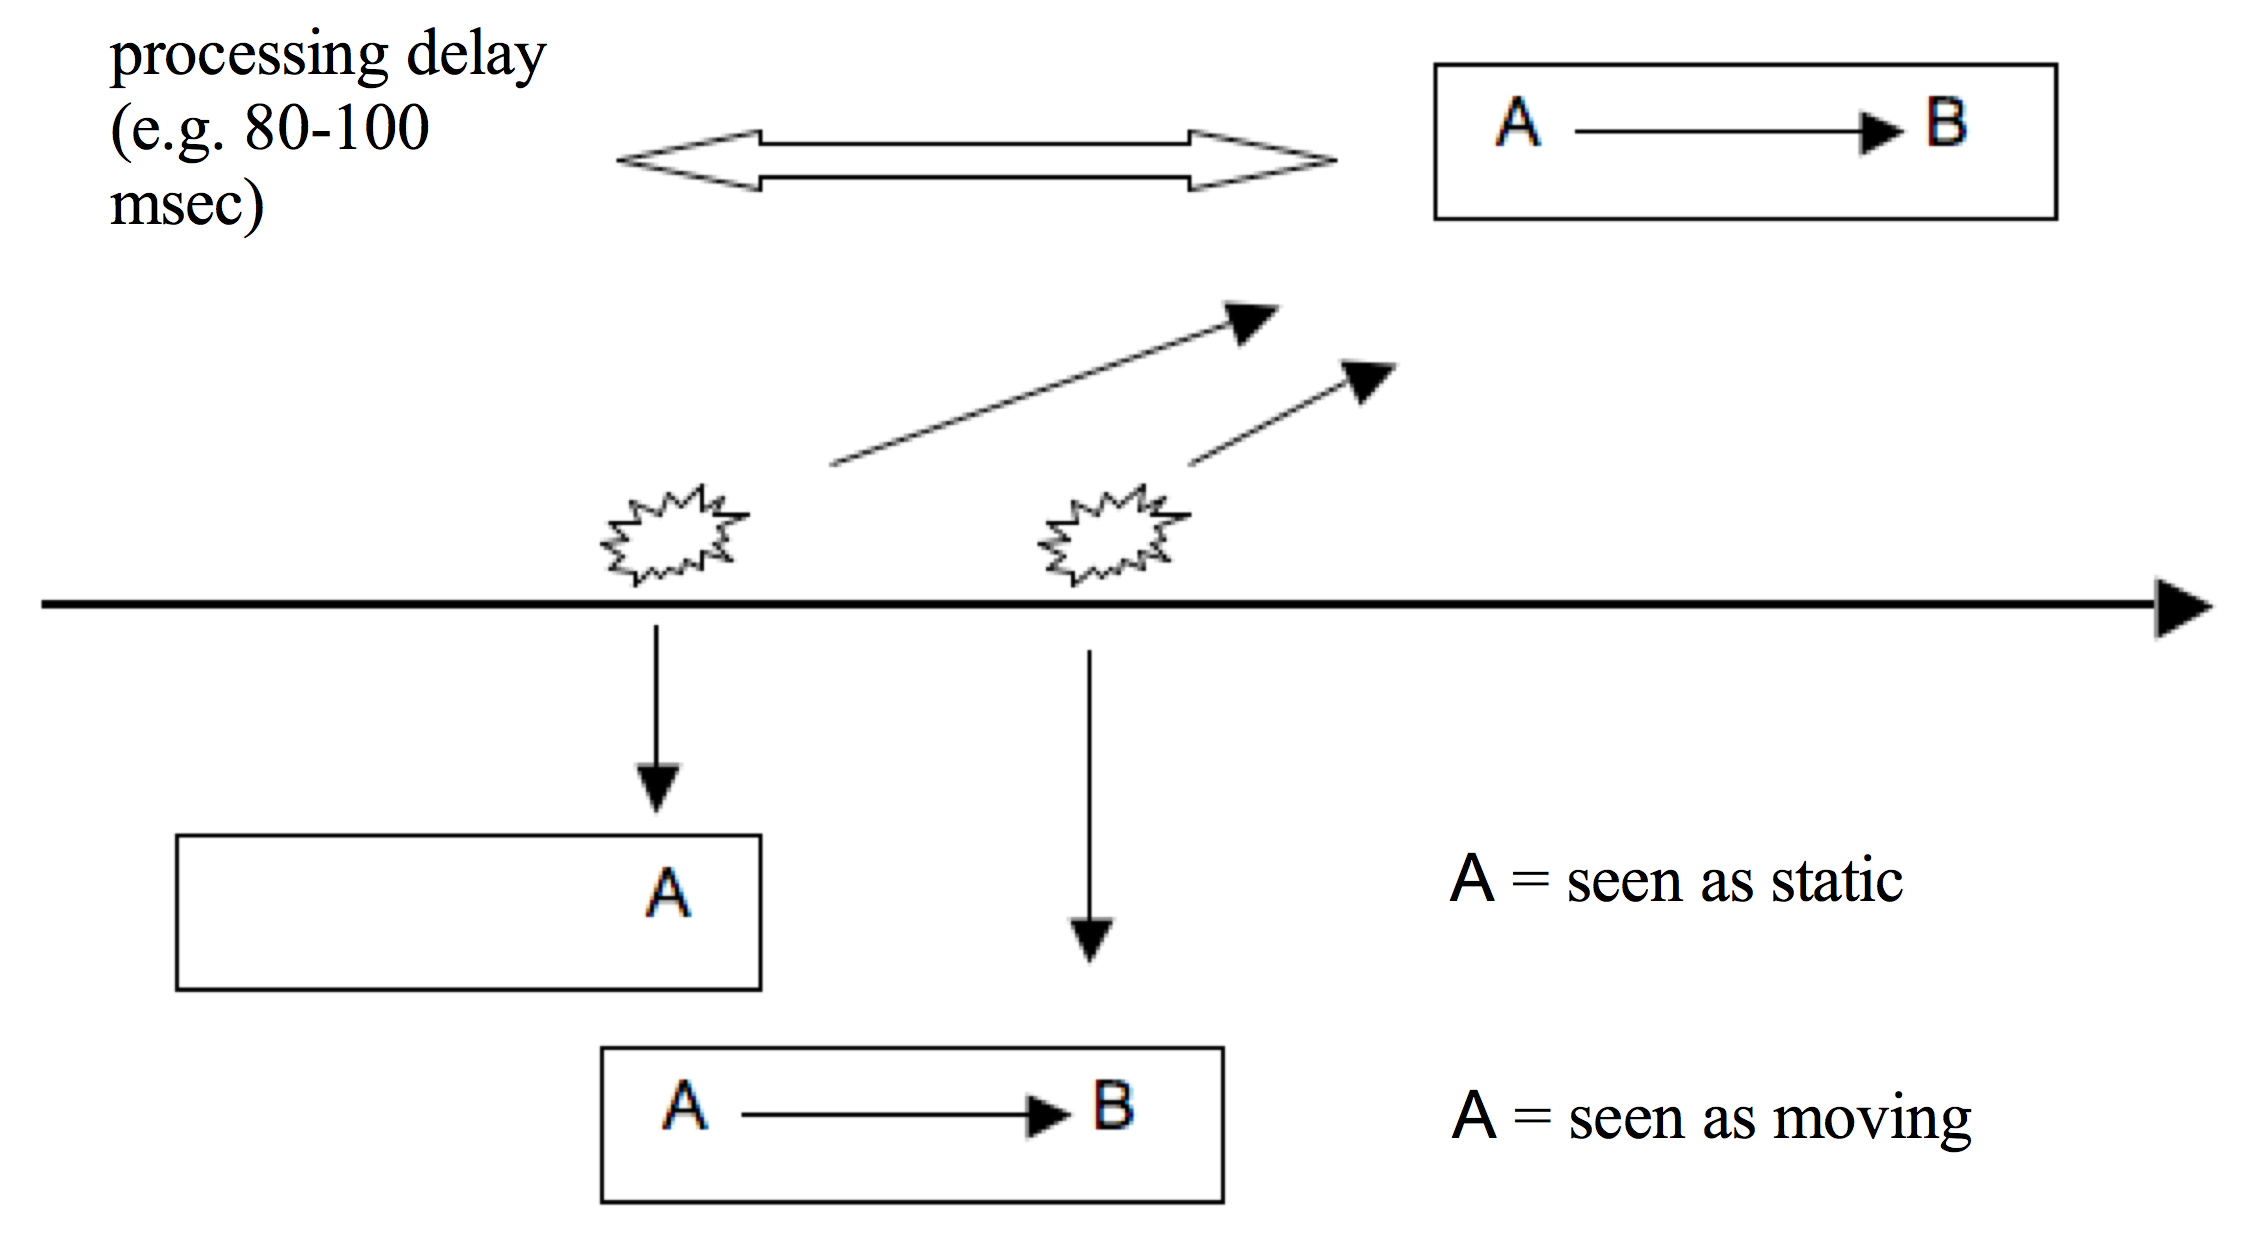 processing delay
(e.g. 80-100
msec)
A B
A
A = seen as static
A B
A = seen as moving